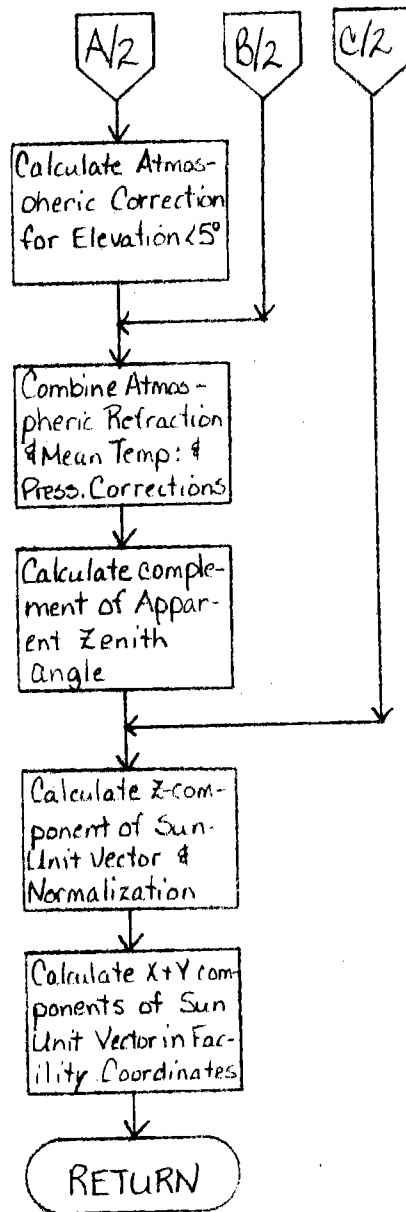 A/2
B/2
C/2
Calculate Atmos-
pheric Correction
for Elevation <5°
Combine Atmos-
pheric Refraction
& Mean Temp. &
Press. Corrections
Calculate comple-
ment of Appar-
ent Zenith
angle
Calculate Z-com-
ponent of Sun-
Unit Vector &
Normalization
Calculate X+Y com-
ponents of Sun
Unit Vector in Fac-
ility Coordinates
RETURN